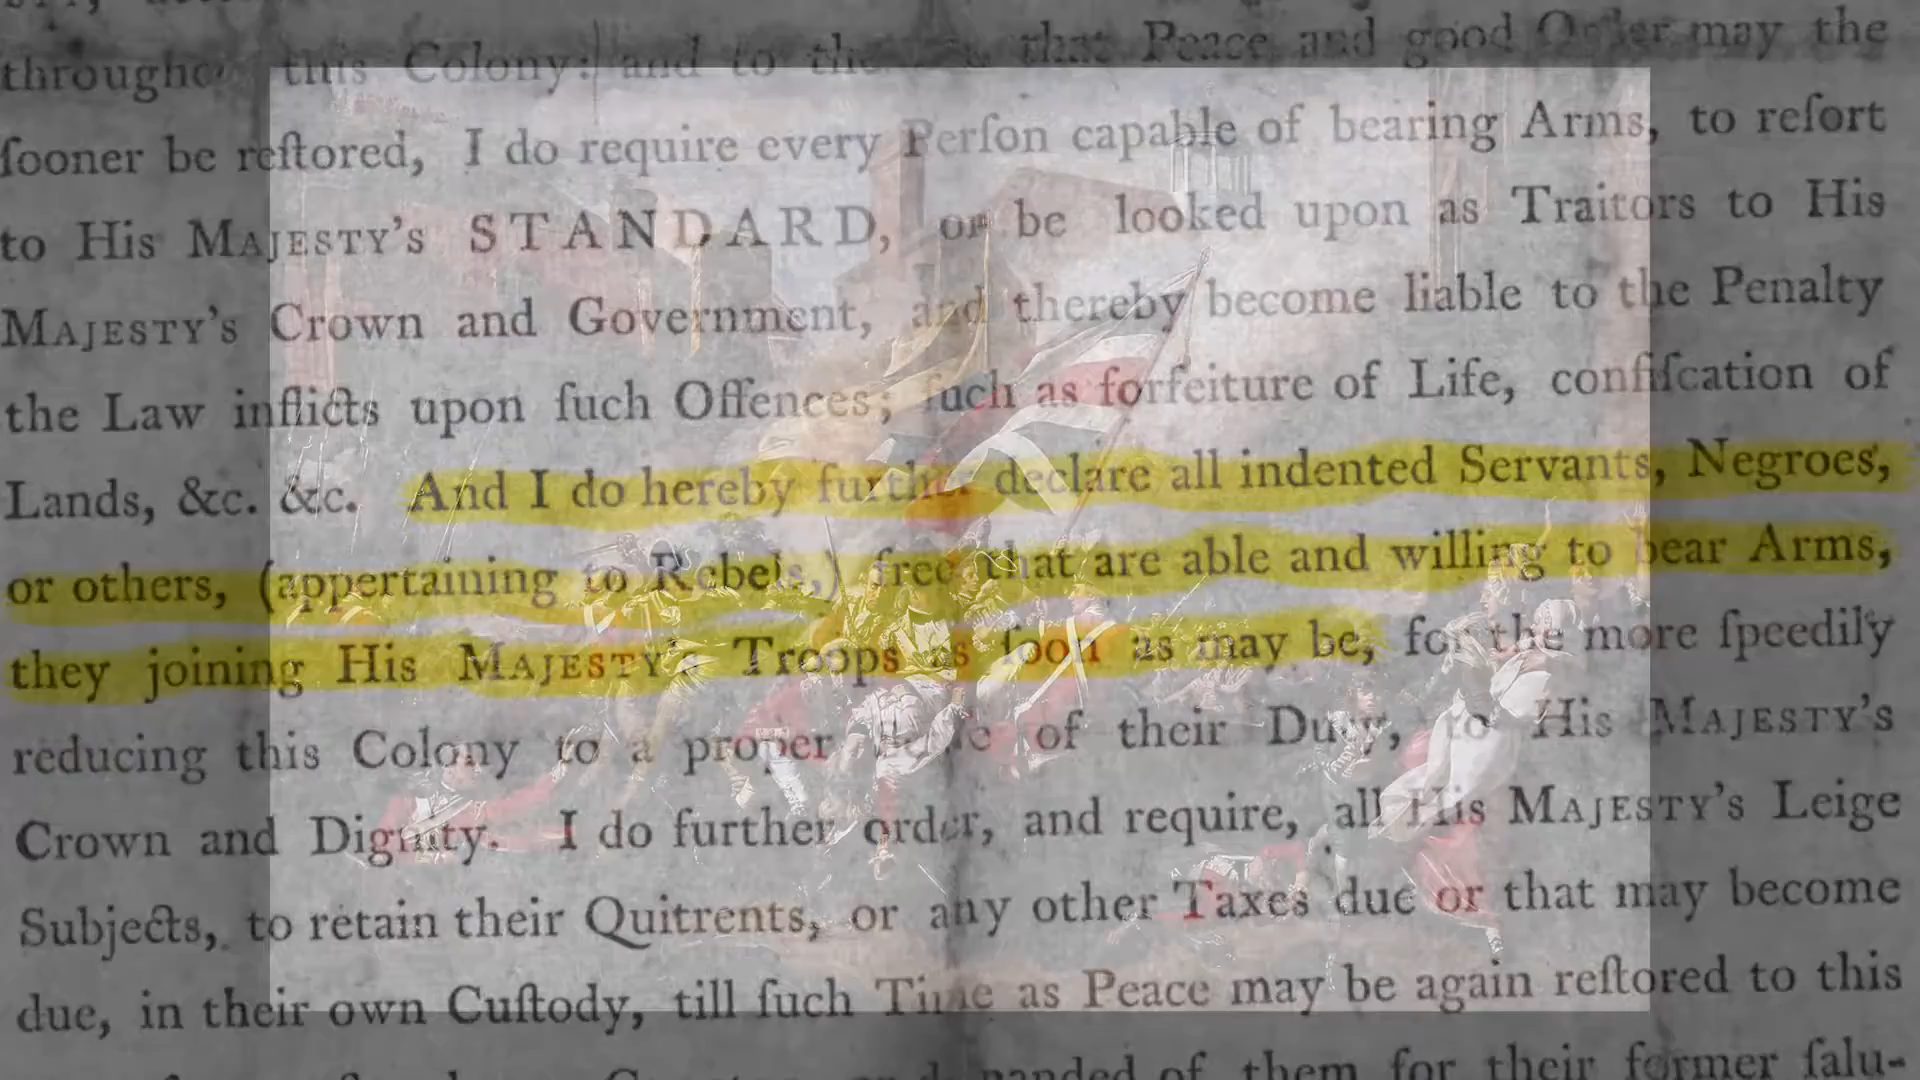 this Colony: and to that Peace and good Order may the
ſooner be reſtored, I do require every Perſon capable of bearing Arms, to reſort
to His MAJESTY's STANDARD, or be looked upon as Traitors to His
MAJESTY's Crown and Government, and thereby become liable to the Penalty
the Law inflicts upon ſuch Offences; ſuch as forfeiture of Life, confiſcation of
Lands, &c. &c. And I do hereby further declare all indented Servants, Negroes,
or others, (appertaining to Rebels,) free that are able and willing to bear Arms,
they joining His MAJESTY's Troops as ſoon as may be, for the more ſpeedily
reducing this Colony to a proper of their Duty, to His MAJESTY's
Crown and Dignity. I do further order, and require, all His MAJESTY's Leige
Subjects, to retain their Quitrents, or any other Taxes due or that may become
due, in their own Cuſtody, till ſuch Time as Peace may be again reſtored to this
of them for their former ſalu-